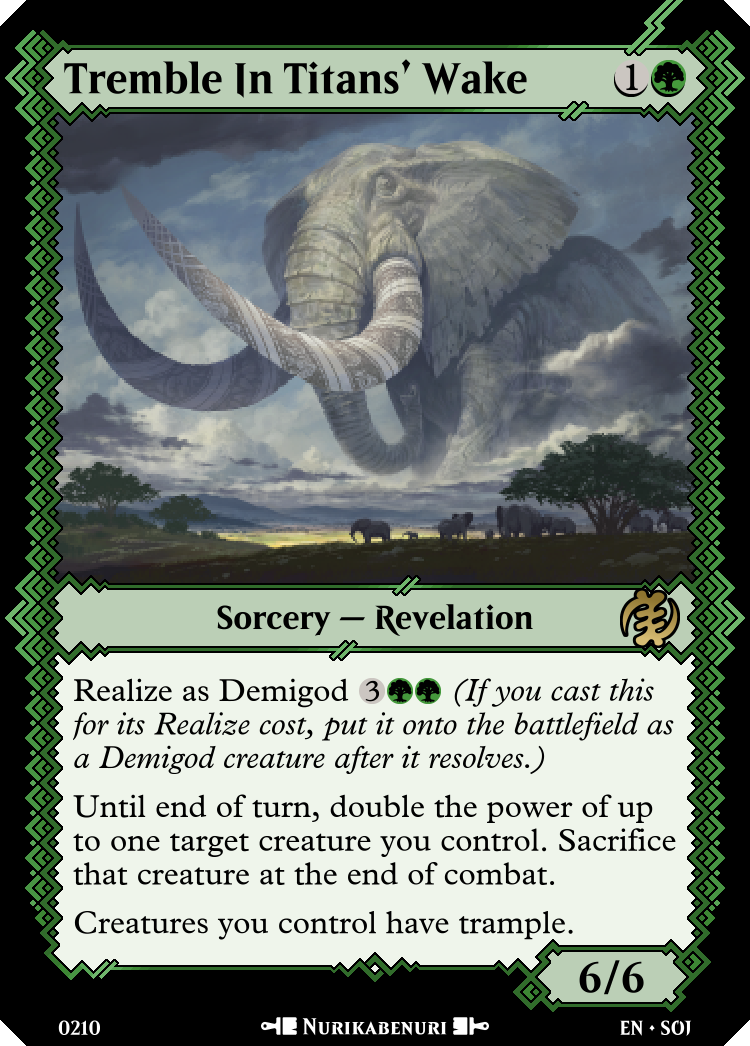 Tremble In Titans' Wake 1
Sorcery — Revelation
Realize as Demigod 3 (If you cast this
for its Realize cost, put it onto the battlefield as
a Demigod creature after it resolves.)
Until end of turn, double the power of up
to one target creature you control. Sacrifice
that creature at the end of combat.
Creatures you control have trample.
6/6
0210 Nurikabenuri EN • SOI